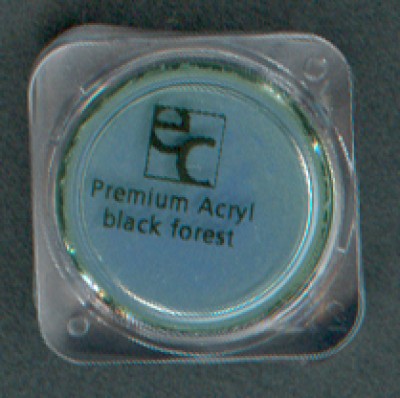 ec
Premium Acryl
black forest